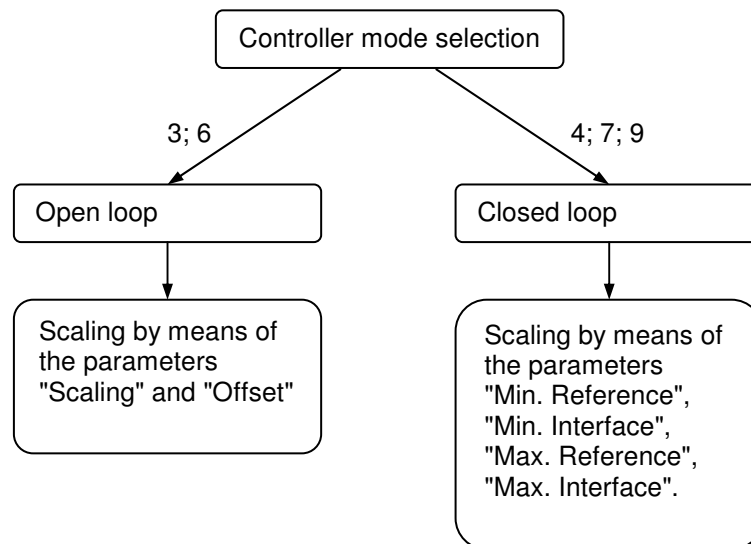 Controller mode selection
3; 6
4; 7; 9
Open loop
Closed loop
Scaling by means of
the parameters
"Scaling" and "Offset"
Scaling by means of
the parameters
"Min. Reference",
"Min. Interface",
"Max. Reference",
"Max. Interface".